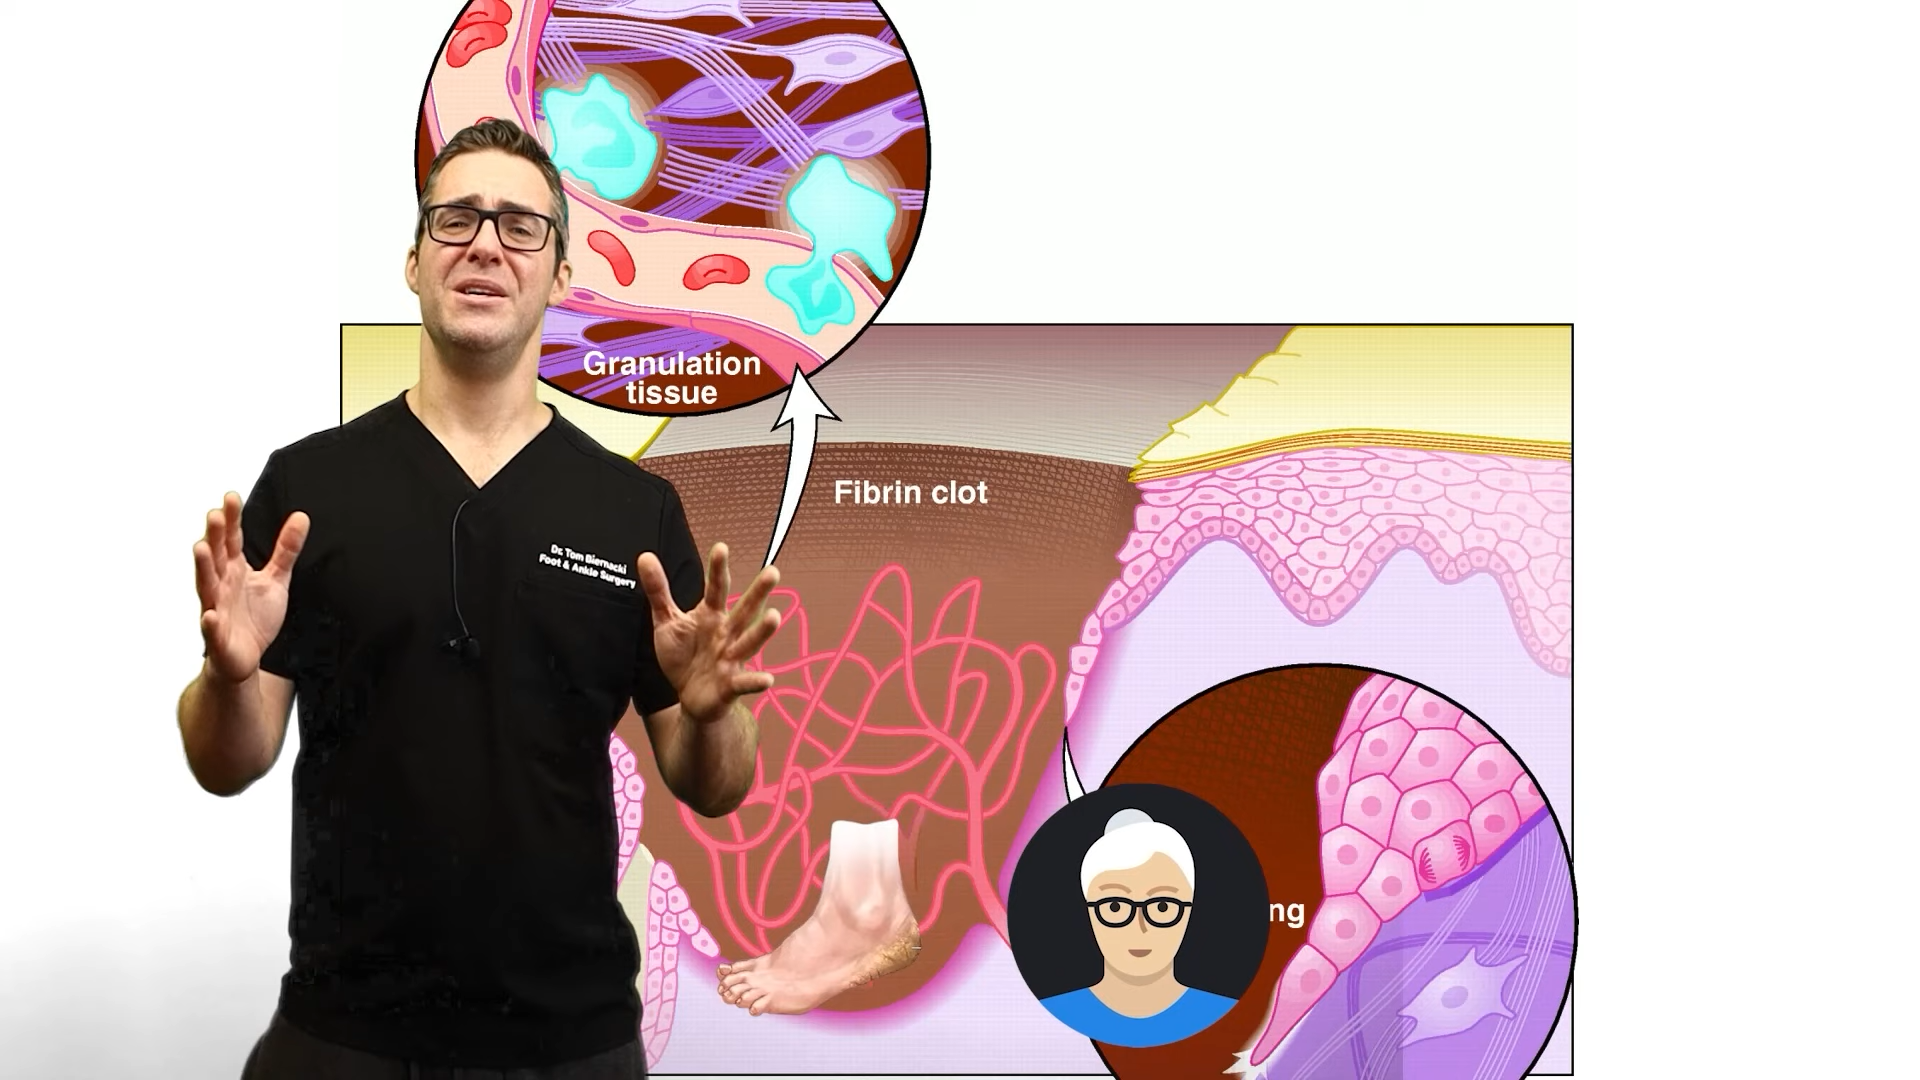 Granulation
tissue
Fibrin clot
Dr. Tom Biernacki
Foot & Ankle Surgery
ng